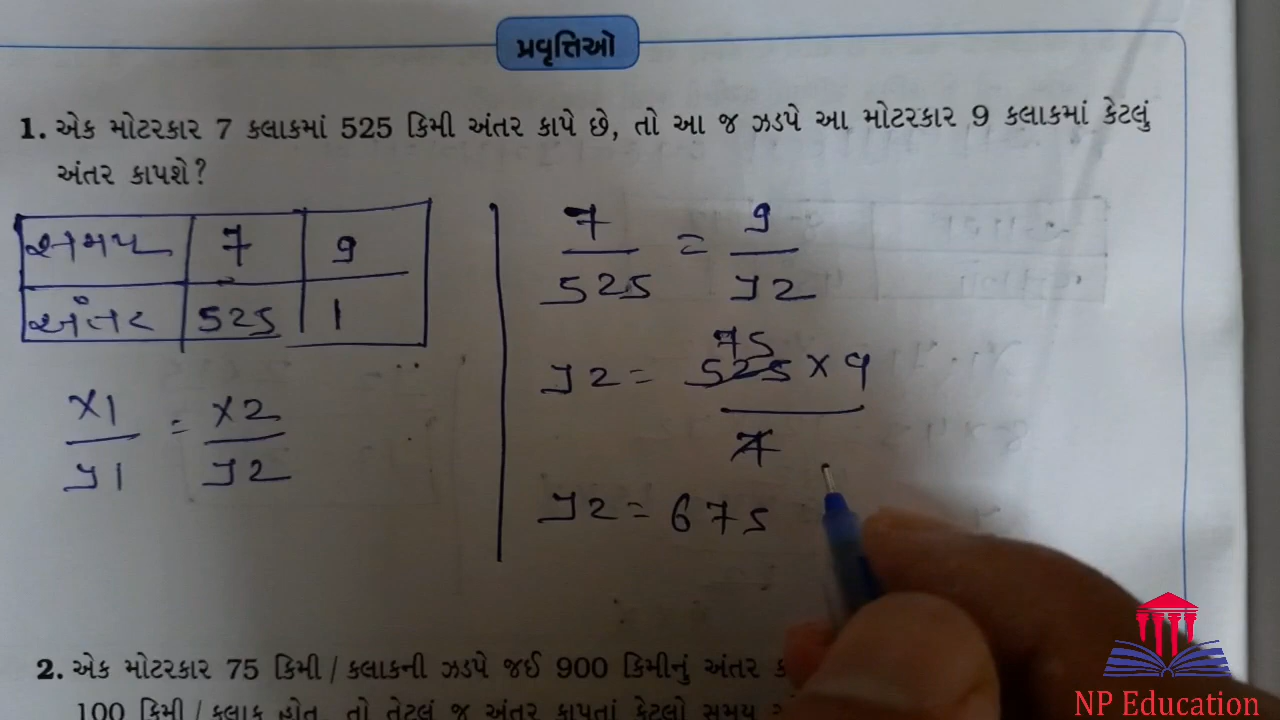 પ્રવૃત્તિઓ
1. એક મોટરકાર 7 કલાકમાં 525 કિમી અંતર કાપે છે, તો આ જ ઝડપે આ મોટરકાર 9 કલાકમાં કેટલું
અંતર કાપશે?
સમય 7 9
અંતર 525 1
x1 / y1 = x2 / y2
7 / 525 = 9 / y2
75
y2 = 525 × 9
7
y2 = 675
2. એક મોટરકાર 75 કિમી / કલાકની ઝડપે જઈ 900 કિમીનું અંતર
100 કિમી / કલાક હોત, તો તેટલું જ અંતર કાપતાં કેટલો સમય
NP Education